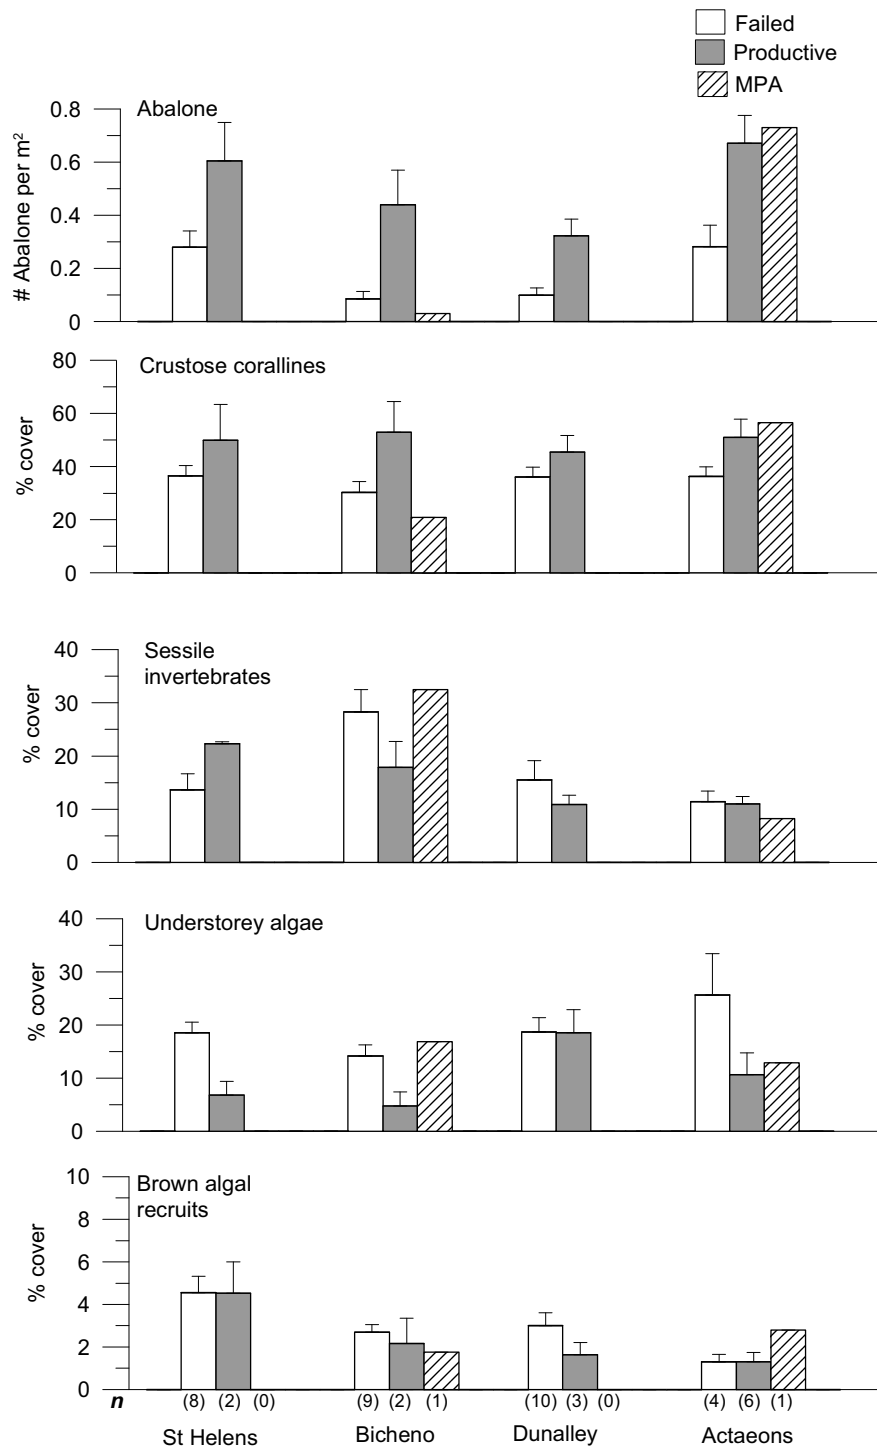 Failed
Productive
MPA
Abalone
# Abalone per m²
0.8
0.6
0.4
0.2
0
Crustose corallines
% cover
80
60
40
20
0
Sessile
invertebrates
% cover
40
30
20
10
0
Understorey algae
% cover
40
30
20
10
0
Brown algal
recruits
% cover
10
8
6
4
2
0
n (8) (2) (0) (9) (2) (1) (10) (3) (0) (4) (6) (1)
St Helens Bicheno Dunalley Actaeons